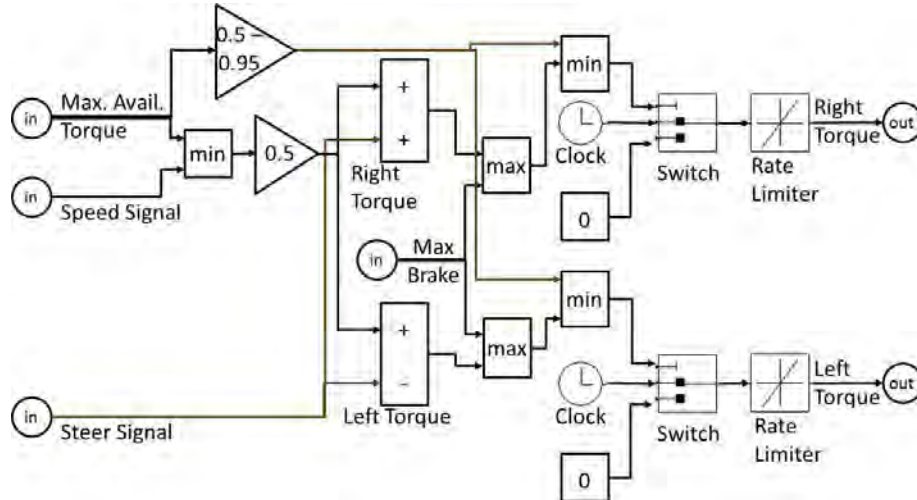 0.5 –
0.95
in
Max. Avail.
Torque
min
0.5
in
Speed Signal
+
+
Right
Torque
max
min
Clock
0
Switch
Rate
Limiter
Right
Torque
out
in
Max
Brake
+
–
Left Torque
max
min
Clock
0
Switch
Rate
Limiter
Left
Torque
out
in
Steer Signal